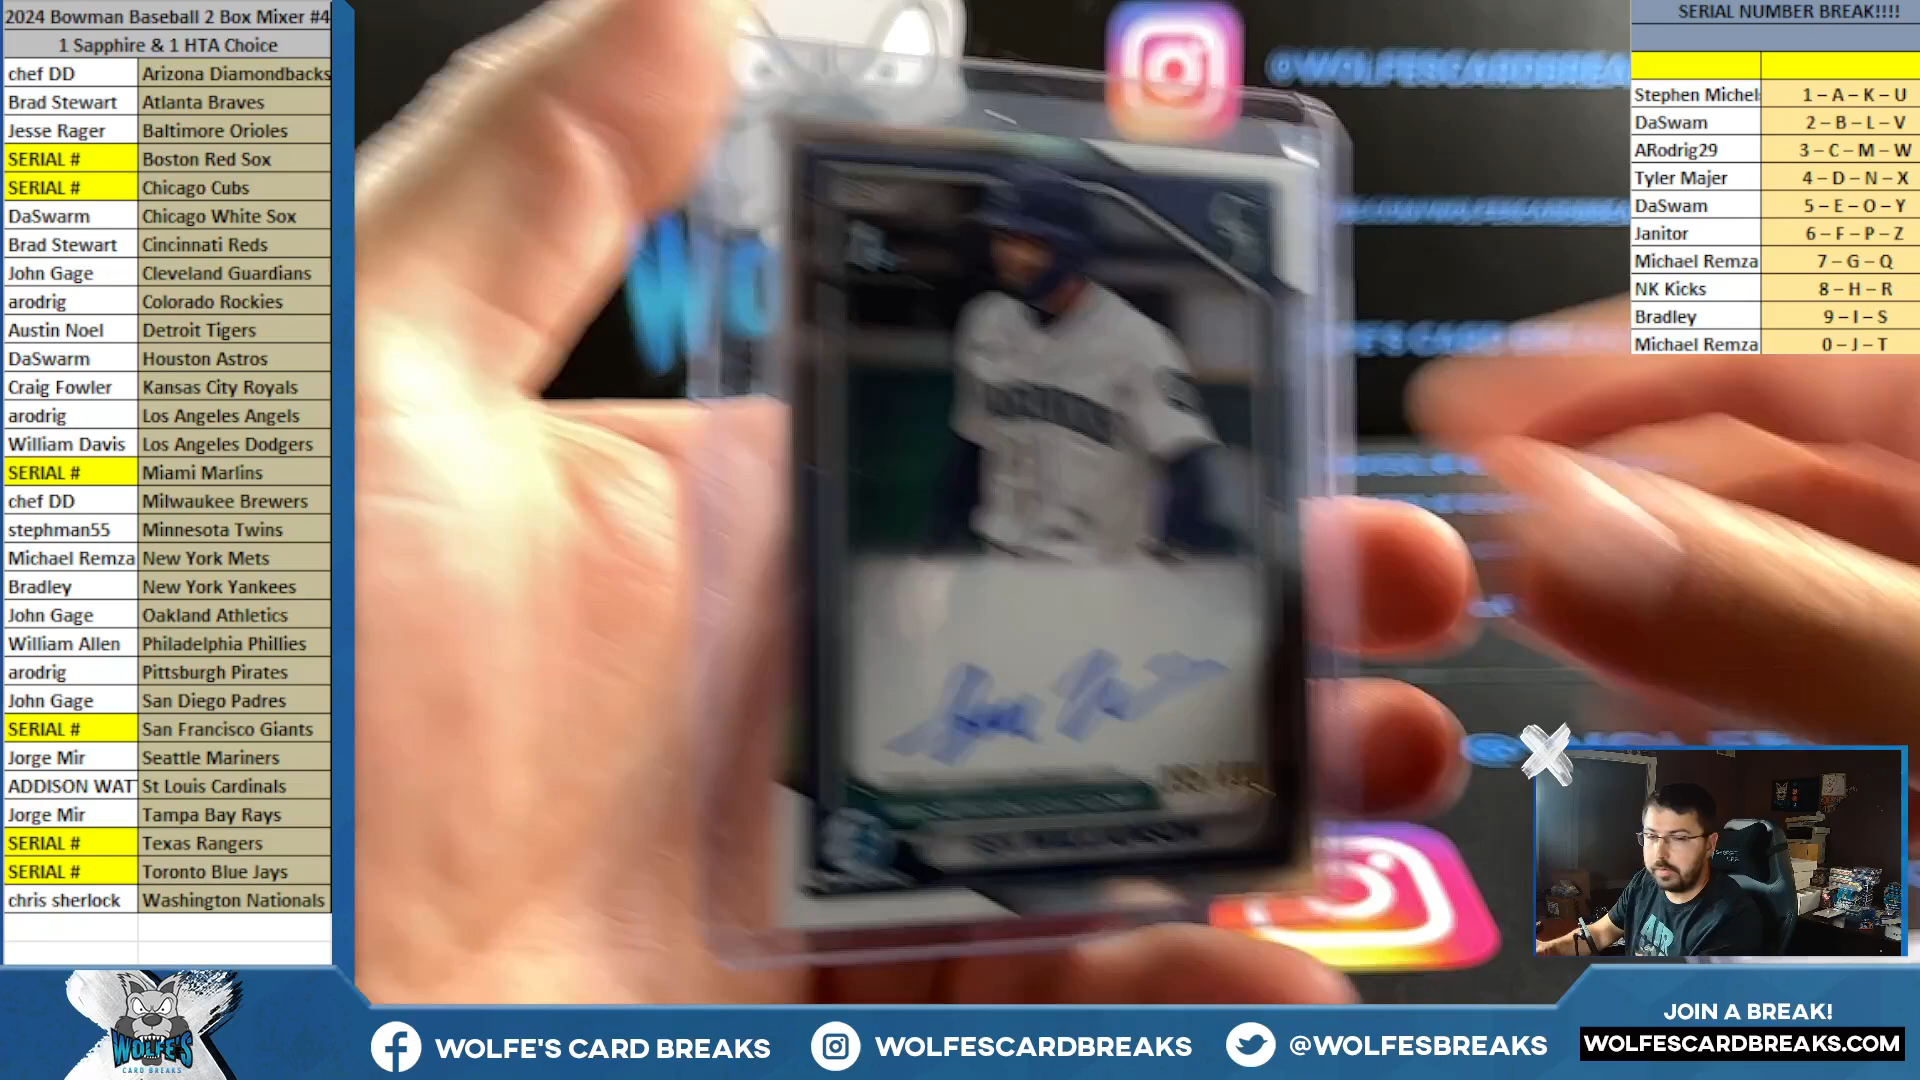 2024 Bowman Baseball 2 Box Mixer #4
1 Sapphire & 1 HTA Choice
chef DD Arizona Diamondbacks
Brad Stewart Atlanta Braves
Jesse Rager Baltimore Orioles
SERIAL # Boston Red Sox
SERIAL # Chicago Cubs
DaSwarm Chicago White Sox
Brad Stewart Cincinnati Reds
John Gage Cleveland Guardians
arodrig Colorado Rockies
Austin Noel Detroit Tigers
DaSwarm Houston Astros
Craig Fowler Kansas City Royals
arodrig Los Angeles Angels
William Davis Los Angeles Dodgers
SERIAL # Miami Marlins
chef DD Milwaukee Brewers
stephman55 Minnesota Twins
Michael Remza New York Mets
Bradley New York Yankees
John Gage Oakland Athletics
William Allen Philadelphia Phillies
arodrig Pittsburgh Pirates
John Gage San Diego Padres
SERIAL # San Francisco Giants
Jorge Mir Seattle Mariners
ADDISON WAT St Louis Cardinals
Jorge Mir Tampa Bay Rays
SERIAL # Texas Rangers
SERIAL # Toronto Blue Jays
chris sherlock Washington Nationals
@WOLFESCARDBREA
WO
SERIAL NUMBER BREAK!!!!
Stephen Michel 1 – A – K – U
DaSwam 2 – B – L – V
ARodrig29 3 – C – M – W
Tyler Majer 4 – D – N – X
DaSwam 5 – E – O – Y
Janitor 6 – F – P – Z
Michael Remza 7 – G – Q
NK Kicks 8 – H – R
Bradley 9 – I – S
Michael Remza 0 – J – T
WOLFE'S
CARD BREAKS
WOLFE'S CARD BREAKS
WOLFESCARDBREAKS
@WOLFESBREAKS
JOIN A BREAK!
WOLFESCARDBREAKS.COM